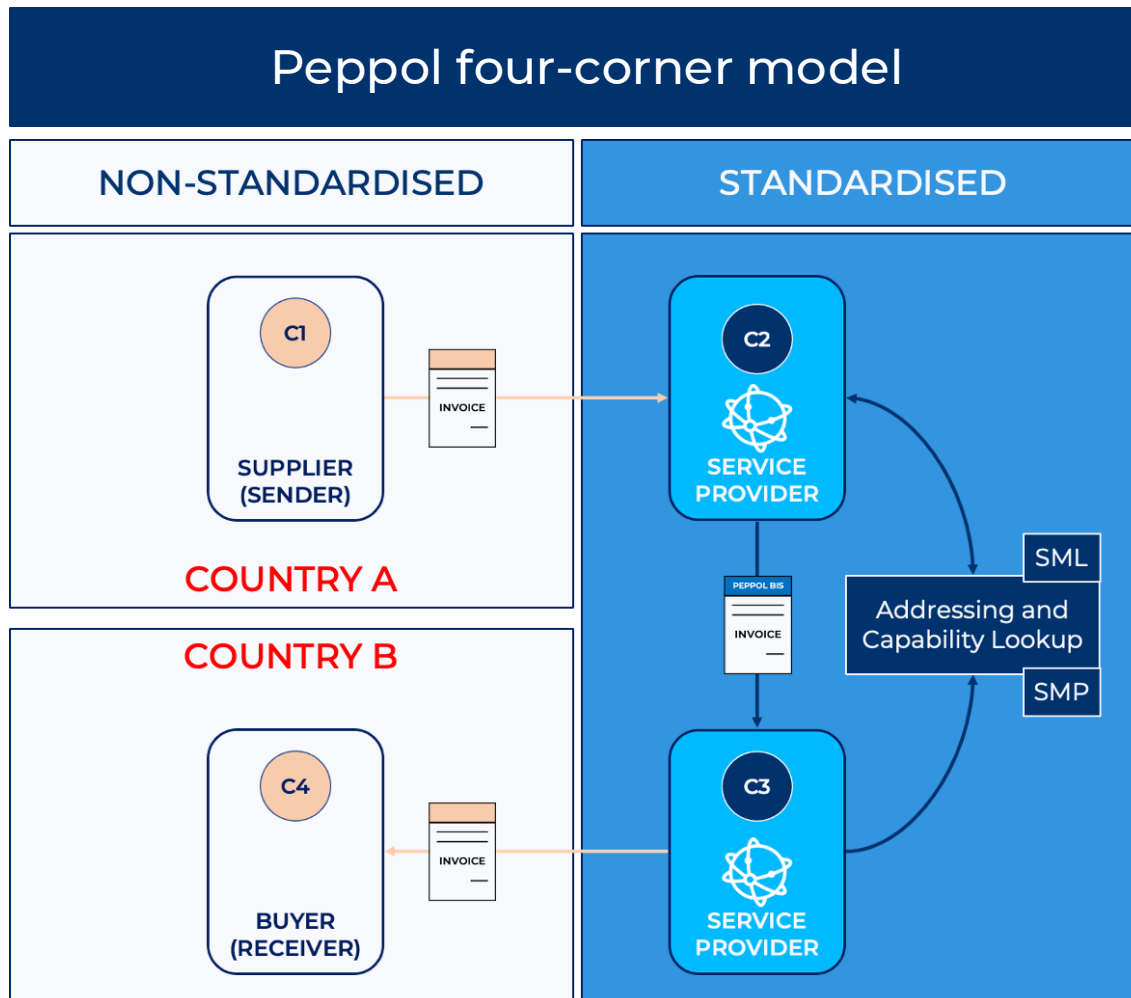 Peppol four-corner model
NON-STANDARDISED
STANDARDISED
C1
SUPPLIER
(SENDER)
INVOICE
COUNTRY A
C2
SERVICE
PROVIDER
PEPPOL BIS
INVOICE
SML
Addressing and
Capability Lookup
SMP
COUNTRY B
C4
BUYER
(RECEIVER)
INVOICE
C3
SERVICE
PROVIDER